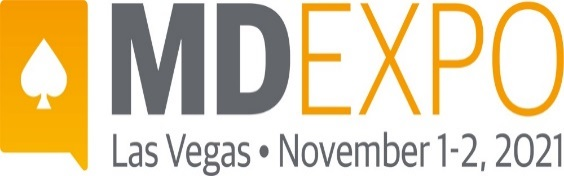 MDEXPO
Las Vegas • November 1-2, 2021